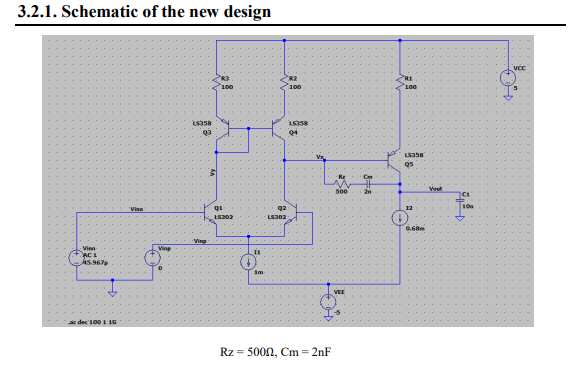 3.2.1. Schematic of the new design
VCC
5
R3
100
R2
100
R1
100
LS358
Q3
LS358
Q4
LS358
Q5
Vx
Vy
Rz
500
Cm
2n
Vout
C1
10n
I2
0.68m
Vinn
Q1
LS302
Q2
LS302
Vinp
Vinn
AC 1
45.967µ
Vinp
0
I1
1m
VEE
-5
.ac dec 100 1 1G
Rz = 500Ω, Cm = 2nF